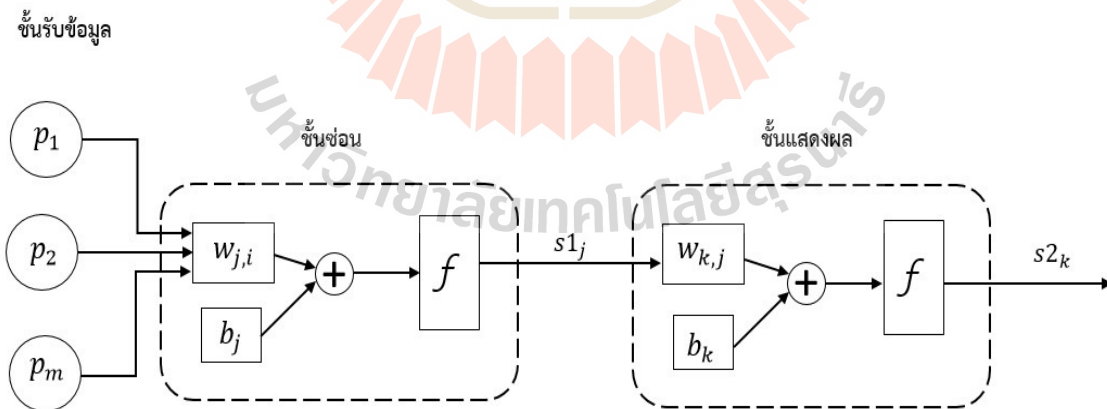 ชั้นรับข้อมูล
มหาวิทยาลัยเทคโนโลยีสุรนารี
ชั้นซ่อน
ชั้นแสดงผล
p₁
p₂
pₘ
wⱼ,ᵢ
bⱼ
+
f
s1ⱼ
wₖ,ⱼ
bₖ
+
f
s2ₖ